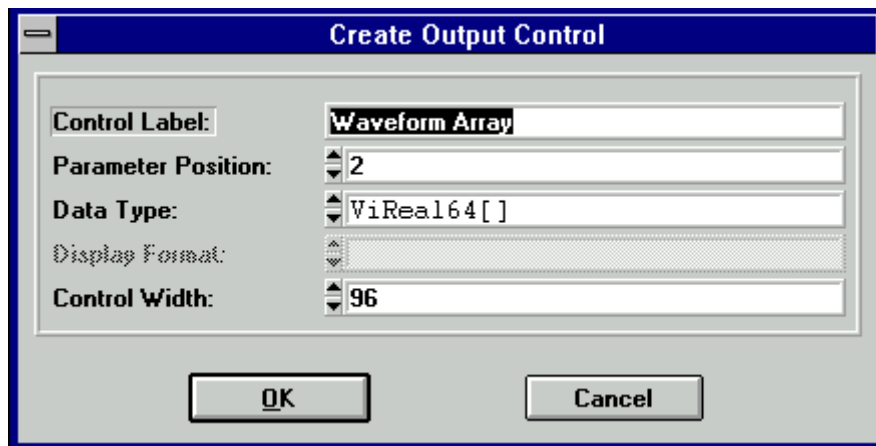 Create Output Control
Control Label: Waveform Array
Parameter Position: 2
Data Type: ViReal64[]
Display Format:
Control Width: 96
OK Cancel